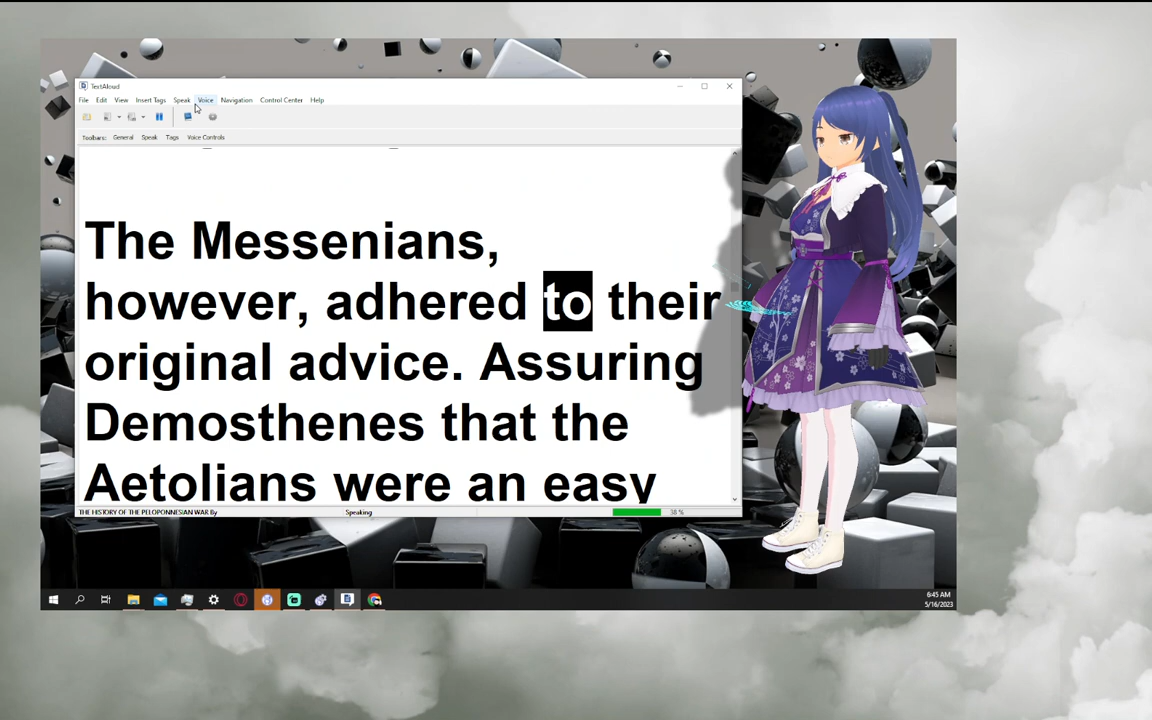 TextAloud
File Edit View Insert Tags Speak Voice Navigation Control Center Help
Toolbars: General Speak Tags Voice Controls
The Messenians,
however, adhered to their
original advice. Assuring
Demosthenes that the
Aetolians were an easy
THE HISTORY OF THE PELOPONNESIAN WAR By Speaking 38 %
6:45 AM
5/16/2023